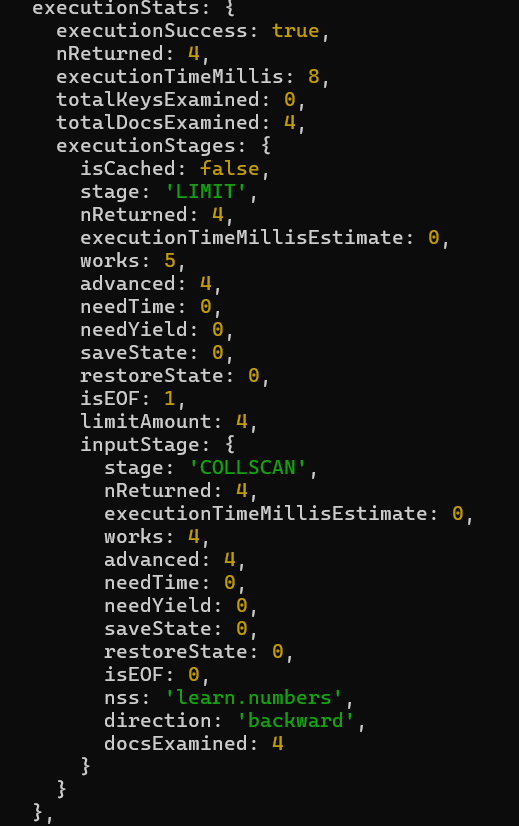 executionStats: {
executionSuccess: true,
nReturned: 4,
executionTimeMillis: 8,
totalKeysExamined: 0,
totalDocsExamined: 4,
executionStages: {
isCached: false,
stage: 'LIMIT',
nReturned: 4,
executionTimeMillisEstimate: 0,
works: 5,
advanced: 4,
needTime: 0,
needYield: 0,
saveState: 0,
restoreState: 0,
isEOF: 1,
limitAmount: 4,
inputStage: {
stage: 'COLLSCAN',
nReturned: 4,
executionTimeMillisEstimate: 0,
works: 4,
advanced: 4,
needTime: 0,
needYield: 0,
saveState: 0,
restoreState: 0,
isEOF: 0,
nss: 'learn.numbers',
direction: 'backward',
docsExamined: 4
}
}
},